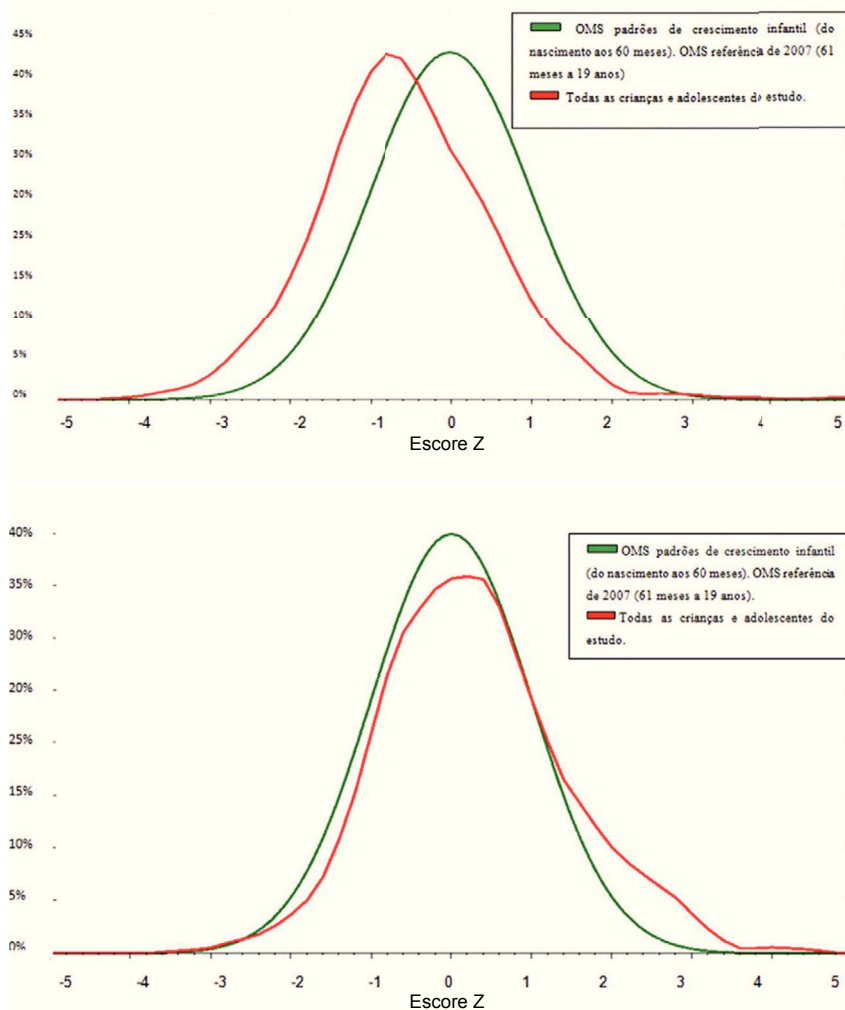 OMS padrões de crescimento infantil (do
nascimento aos 60 meses). OMS referência de 2007 (61
meses a 19 anos)
Todas as crianças e adolescentes do estudo.
45%
40%
35%
30%
20%
25%
15%
10%
5%
0%
-5 -4 -3 -2 -1 0 1 2 3 4 5
Escore Z
OMS padrões de crescimento infantil
(do nascimento aos 60 meses). OMS referência
de 2007 (61 meses a 19 anos).
Todas as crianças e adolescentes do
estudo.
40%
35%
30%
20%
25%
15%
10%
5%
0%
-5 -4 -3 -2 -1 0 1 2 3 4 5
Escore Z